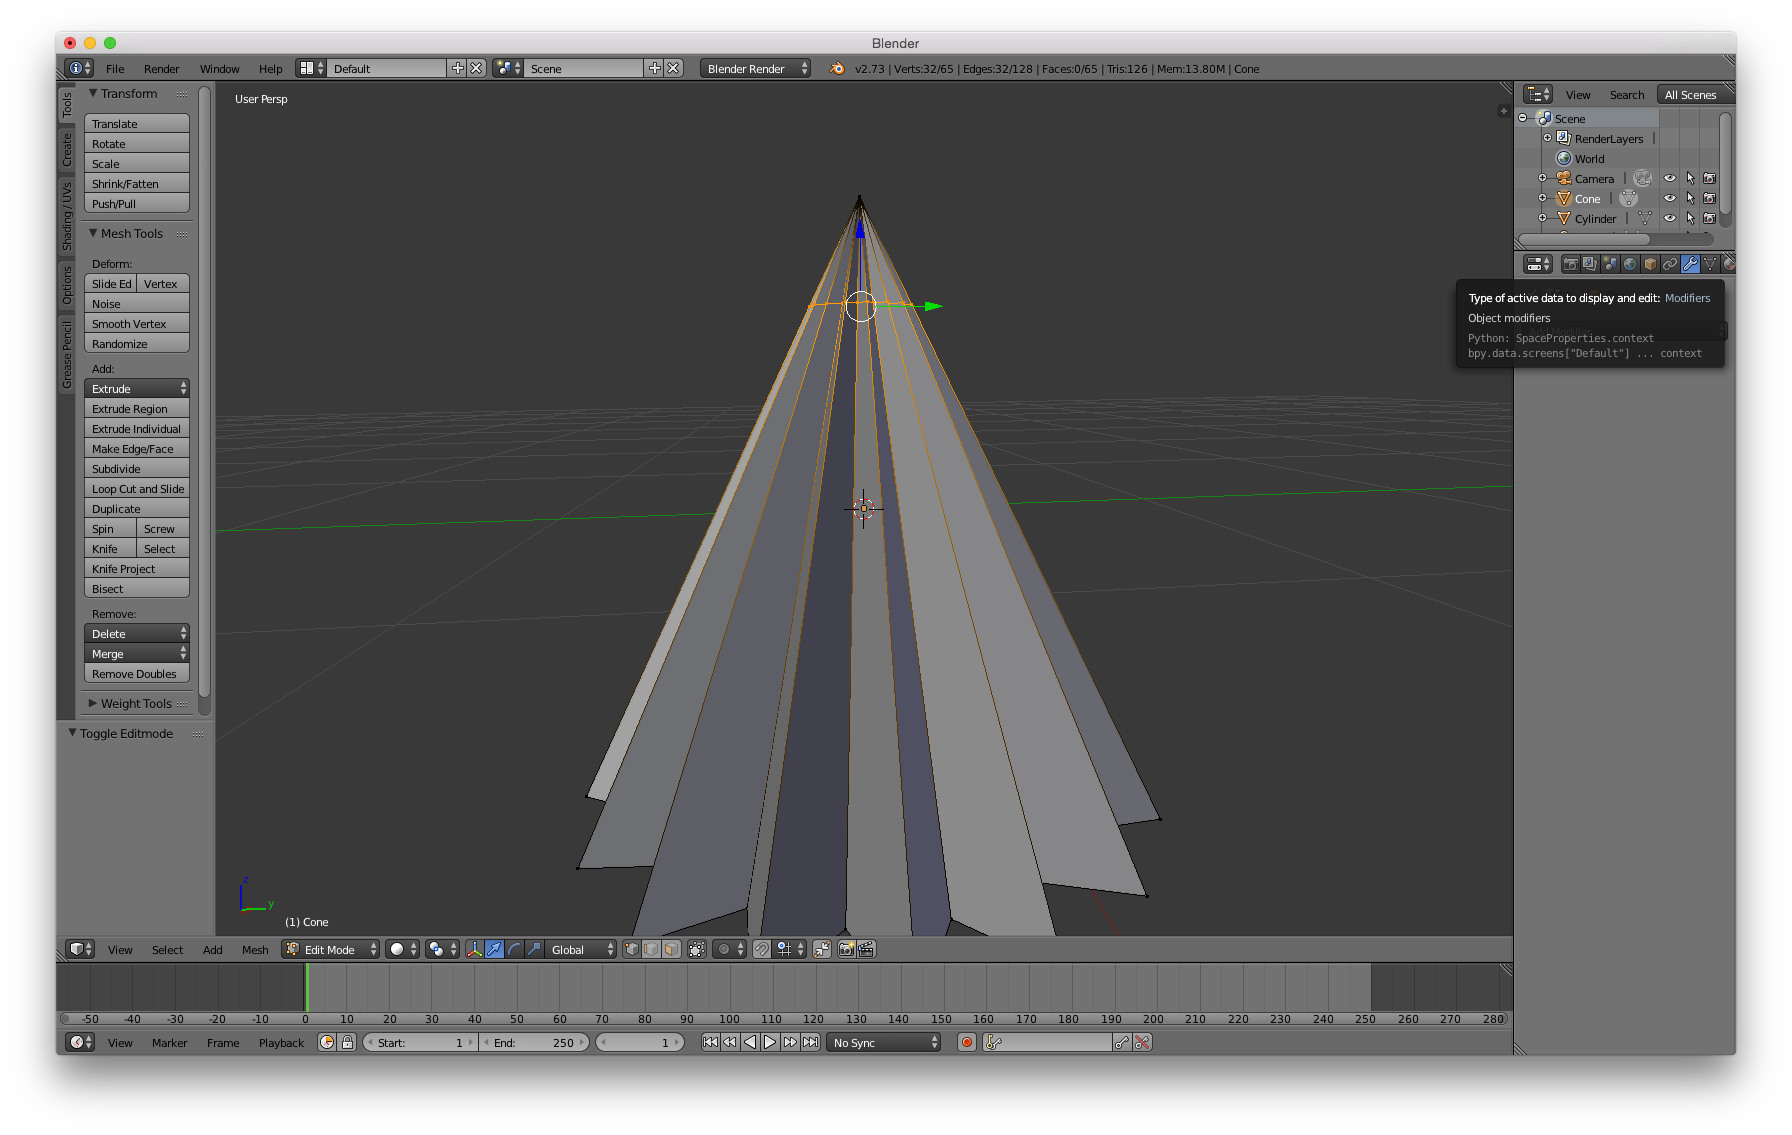 Blender
File Render Window Help Default Scene Blender Render v2.73 | Verts:32/65 | Edges:32/128 | Faces:0/65 | Tris:126 | Mem:13.80M | Cone
Tools
Create
Shading / UVs
Options
Grease Pencil
Transform
Translate
Rotate
Scale
Shrink/Fatten
Push/Pull
Mesh Tools
Deform:
Slide Ed Vertex
Noise
Smooth Vertex
Randomize
Add:
Extrude
Extrude Region
Extrude Individual
Make Edge/Face
Subdivide
Loop Cut and Slide
Duplicate
Spin Screw
Knife Select
Knife Project
Bisect
Remove:
Delete
Merge
Remove Doubles
Weight Tools
Toggle Editmode
User Persp
z
y
(1) Cone
View Search All Scenes
Scene
RenderLayers |
World
Camera |
Cone |
Cylinder |
Type of active data to display and edit: Modifiers
Object modifiers
Add Modifier
Python: SpaceProperties.context
bpy.data.screens["Default"] ... context
View Select Add Mesh Edit Mode Global
-50 -40 -30 -20 -10 0 10 20 30 40 50 60 70 80 90 100 110 120 130 140 150 160 170 180 190 200 210 220 230 240 250 260 270 280
View Marker Frame Playback Start: 1 End: 250 1 No Sync